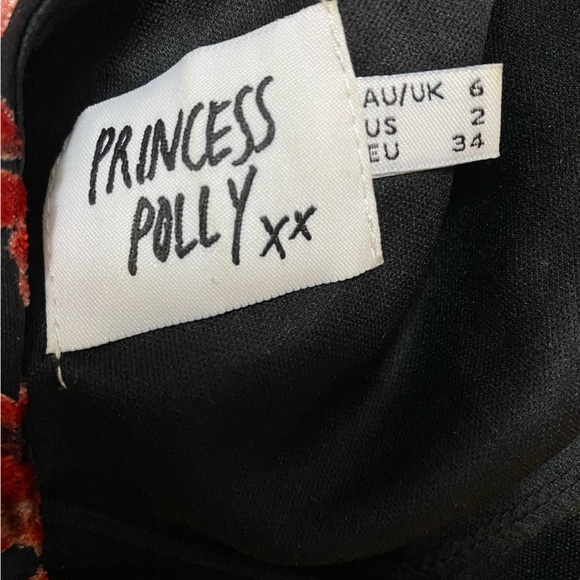 PRINCESS
POLLY xx
AU/UK 6
US 2
EU 34